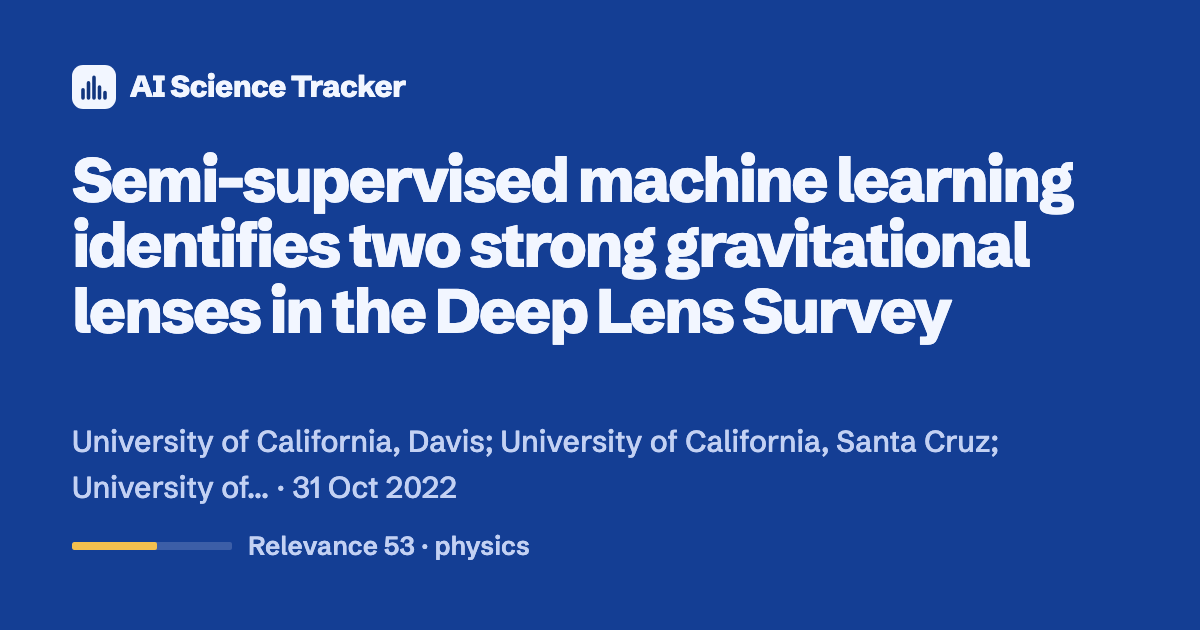 AI Science Tracker
Semi-supervised machine learning
identifies two strong gravitational
lenses in the Deep Lens Survey
University of California, Davis; University of California, Santa Cruz;
University of... · 31 Oct 2022
Relevance 53 · physics